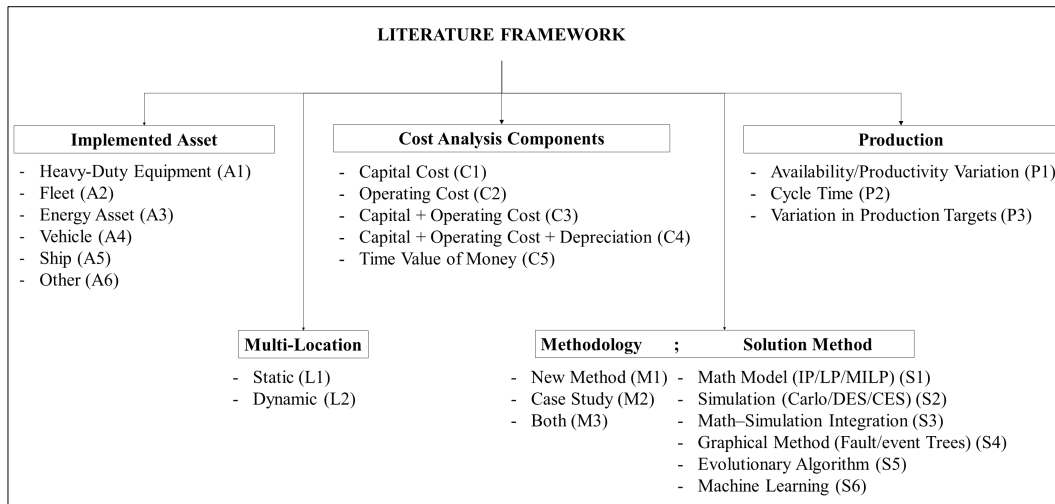 LITERATURE FRAMEWORK
Implemented Asset
- Heavy-Duty Equipment (A1)
- Fleet (A2)
- Energy Asset (A3)
- Vehicle (A4)
- Ship (A5)
- Other (A6)
Cost Analysis Components
- Capital Cost (C1)
- Operating Cost (C2)
- Capital + Operating Cost (C3)
- Capital + Operating Cost + Depreciation (C4)
- Time Value of Money (C5)
Production
- Availability/Productivity Variation (P1)
- Cycle Time (P2)
- Variation in Production Targets (P3)
Multi-Location
- Static (L1)
- Dynamic (L2)
Methodology ; Solution Method
- New Method (M1)
- Case Study (M2)
- Both (M3)
- Math Model (IP/LP/MILP) (S1)
- Simulation (Carlo/DES/CES) (S2)
- Math–Simulation Integration (S3)
- Graphical Method (Fault/event Trees) (S4)
- Evolutionary Algorithm (S5)
- Machine Learning (S6)